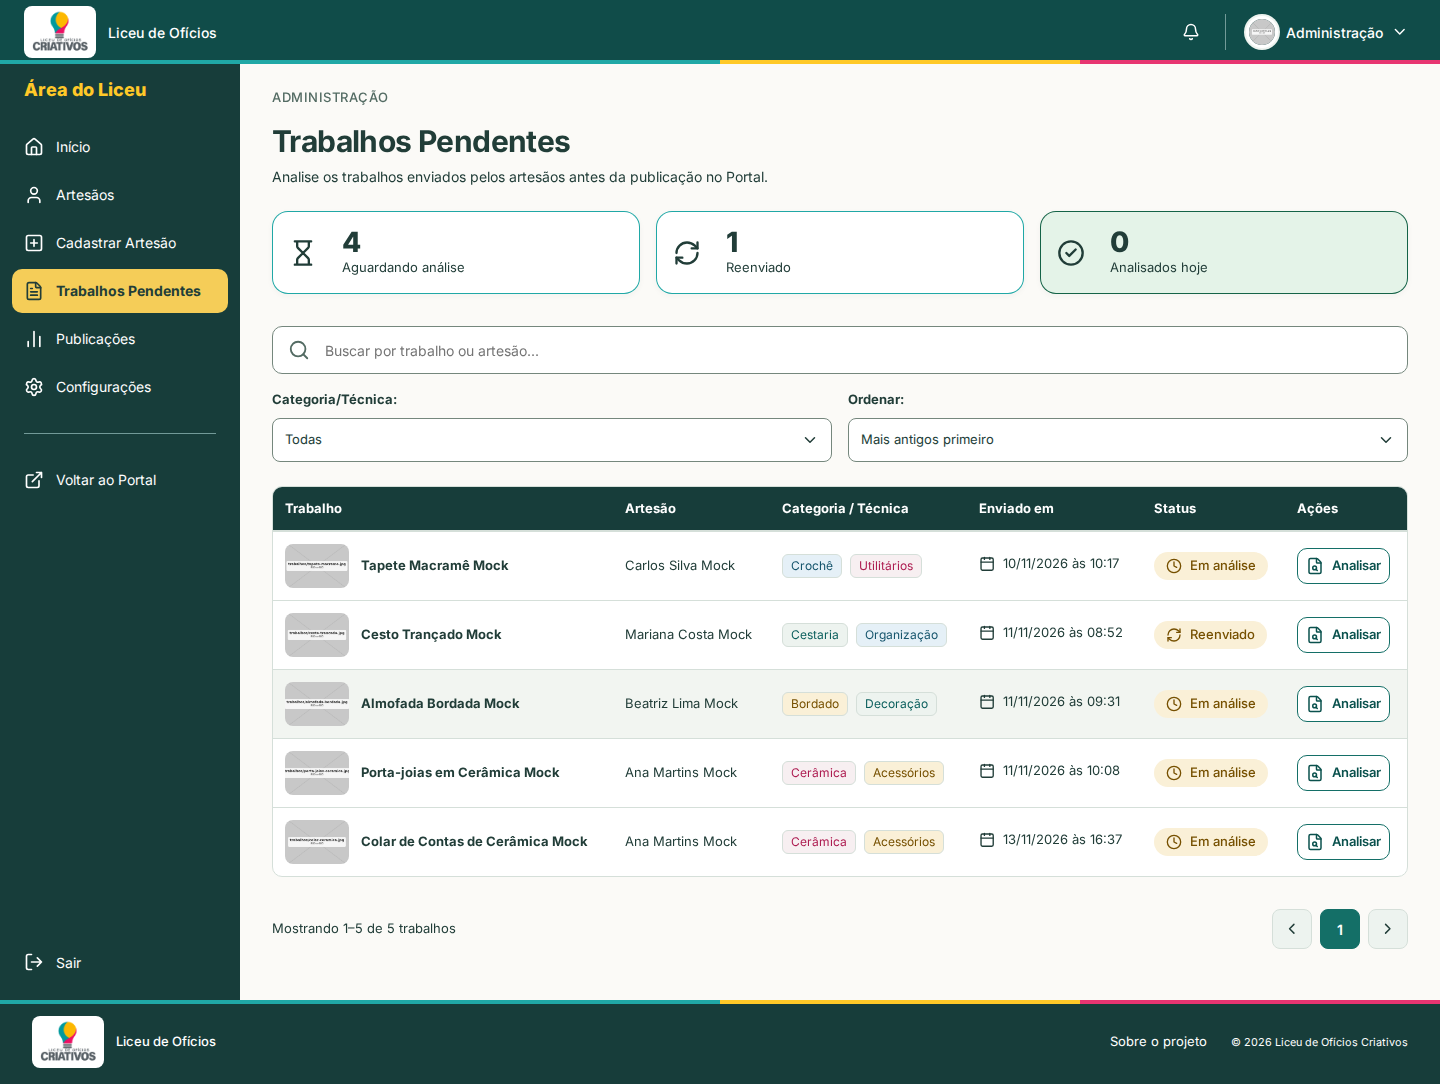 LICEU DE OFÍCIOS
CRIATIVOS
Liceu de Ofícios
Administração
Área do Liceu
Início
Artesãos
Cadastrar Artesão
Trabalhos Pendentes
Publicações
Configurações
Voltar ao Portal
Sair
ADMINISTRAÇÃO
Trabalhos Pendentes
Analise os trabalhos enviados pelos artesãos antes da publicação no Portal.
4
Aguardando análise
1
Reenviado
0
Analisados hoje
Buscar por trabalho ou artesão...
Categoria/Técnica:
Ordenar:
Todas
Mais antigos primeiro
Trabalho Artesão Categoria / Técnica Enviado em Status Ações
Tapete Macramê Mock Carlos Silva Mock Crochê Utilitários 10/11/2026 às 10:17 Em análise Analisar
Cesto Trançado Mock Mariana Costa Mock Cestaria Organização 11/11/2026 às 08:52 Reenviado Analisar
Almofada Bordada Mock Beatriz Lima Mock Bordado Decoração 11/11/2026 às 09:31 Em análise Analisar
Porta-joias em Cerâmica Mock Ana Martins Mock Cerâmica Acessórios 11/11/2026 às 10:08 Em análise Analisar
Colar de Contas de Cerâmica Mock Ana Martins Mock Cerâmica Acessórios 13/11/2026 às 16:37 Em análise Analisar
Mostrando 1–5 de 5 trabalhos
1
LICEU DE OFÍCIOS
CRIATIVOS
Liceu de Ofícios
Sobre o projeto
© 2026 Liceu de Ofícios Criativos